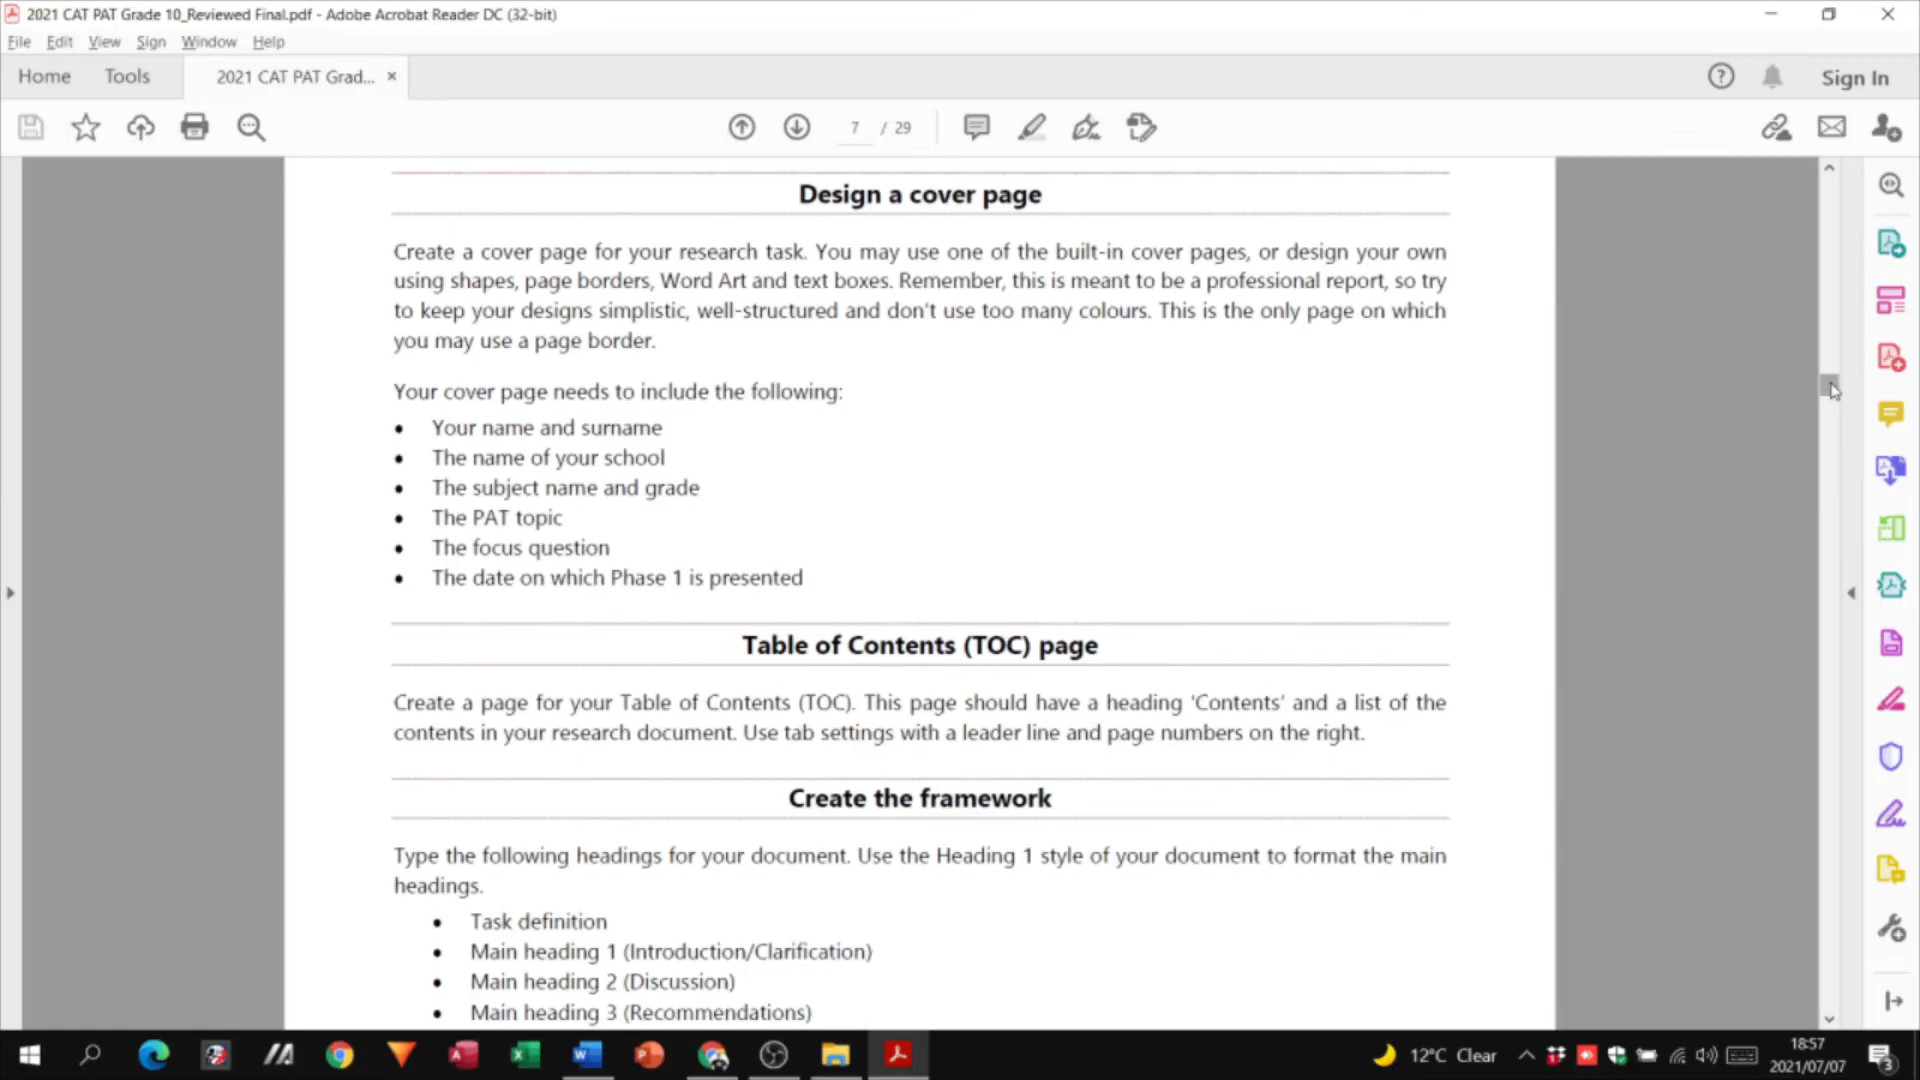 2021 CAT PAT Grade 10_Reviewed Final.pdf - Adobe Acrobat Reader DC (32-bit)
File Edit View Sign Window Help
Home Tools 2021 CAT PAT Grad... × Sign In
7 / 29
Design a cover page
Create a cover page for your research task. You may use one of the built-in cover pages, or design your own
using shapes, page borders, Word Art and text boxes. Remember, this is meant to be a professional report, so try
to keep your designs simplistic, well-structured and don't use too many colours. This is the only page on which
you may use a page border.
Your cover page needs to include the following:
• Your name and surname
• The name of your school
• The subject name and grade
• The PAT topic
• The focus question
• The date on which Phase 1 is presented
Table of Contents (TOC) page
Create a page for your Table of Contents (TOC). This page should have a heading ‘Contents’ and a list of the
contents in your research document. Use tab settings with a leader line and page numbers on the right.
Create the framework
Type the following headings for your document. Use the Heading 1 style of your document to format the main
headings.
• Task definition
• Main heading 1 (Introduction/Clarification)
• Main heading 2 (Discussion)
• Main heading 3 (Recommendations)
12°C Clear
18:57
2021/07/07
3